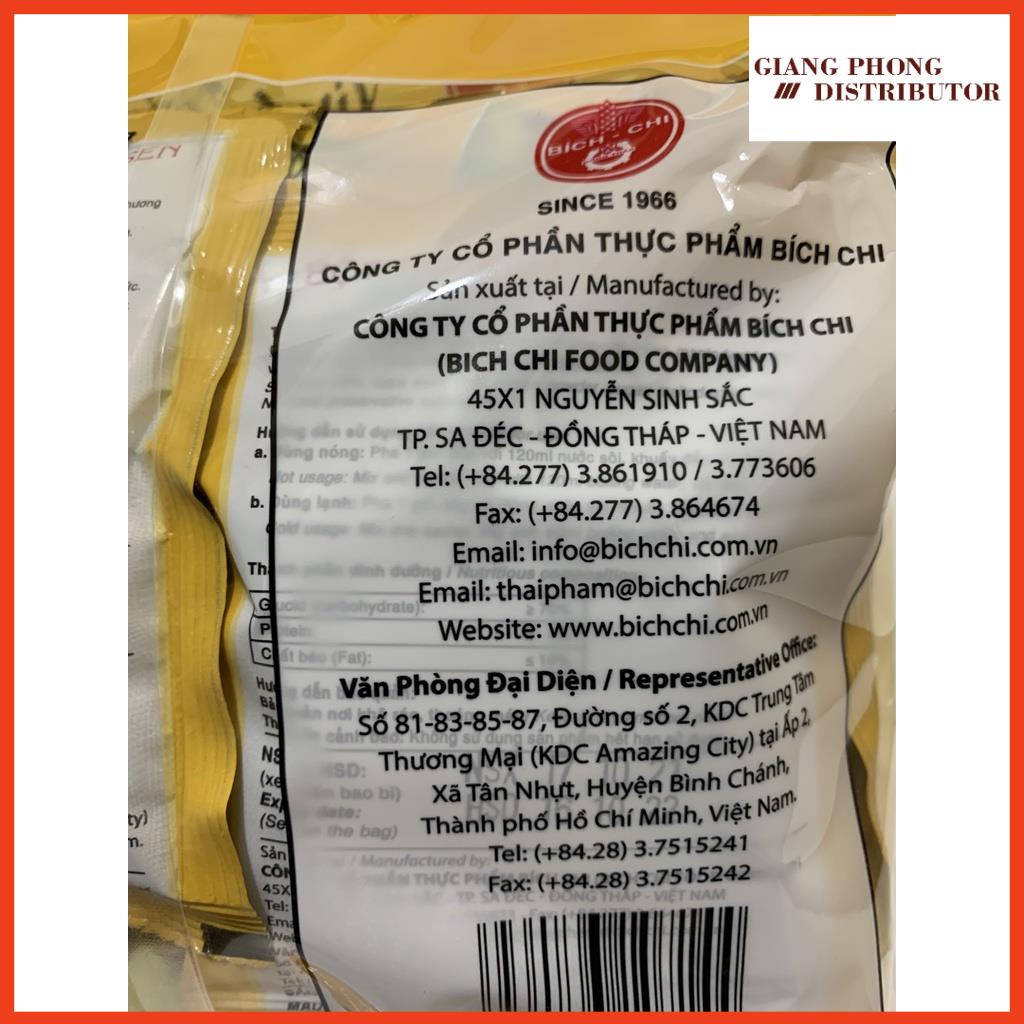 GIANG PHONG
DISTRIBUTOR
BÍCH - CHI
SINCE 1966
CÔNG TY CỔ PHẦN THỰC PHẨM BÍCH CHI
Sản xuất tại / Manufactured by:
CÔNG TY CỔ PHẦN THỰC PHẨM BÍCH CHI
(BICH CHI FOOD COMPANY)
45X1 NGUYỄN SINH SẮC
TP. SA ĐÉC - ĐỒNG THÁP - VIỆT NAM
Tel: (+84.277) 3.861910 / 3.773606
Fax: (+84.277) 3.864674
Email: info@bichchi.com.vn
Email: thaipham@bichchi.com.vn
Website: www.bichchi.com.vn
Văn Phòng Đại Diện / Representative Office:
Số 81-83-85-87, Đường số 2, KDC Trung Tâm
Thương Mại (KDC Amazing City) tại Ấp 2,
Xã Tân Nhựt, Huyện Bình Chánh,
Thành phố Hồ Chí Minh, Việt Nam.
Tel: (+84.28) 3.7515241
Fax: (+84.28) 3.7515242